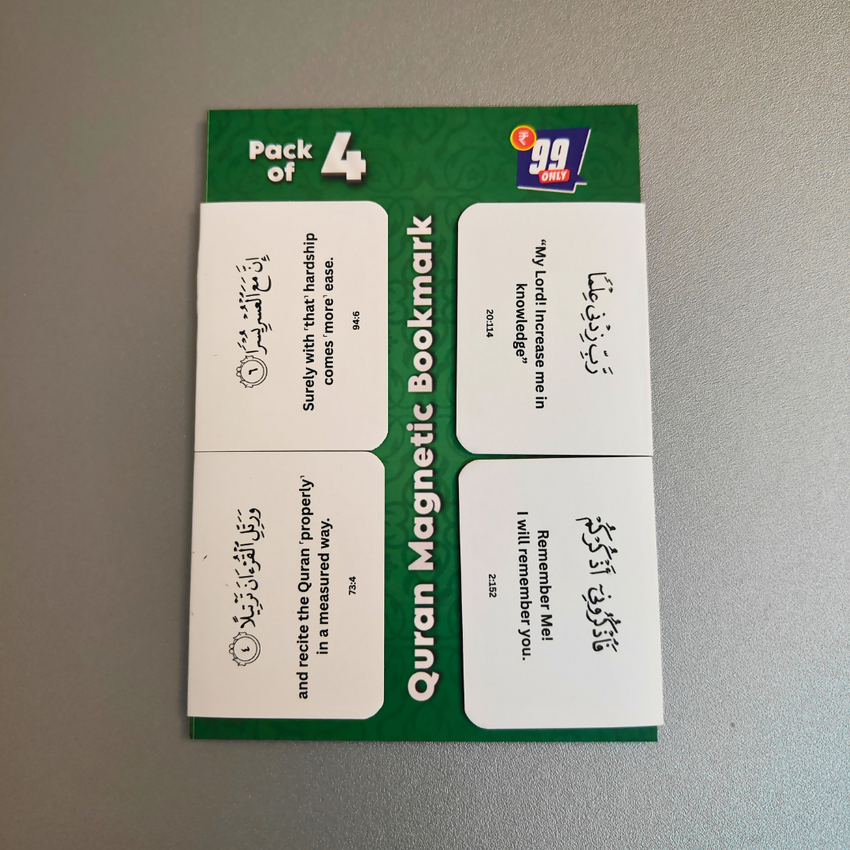 Pack
of 4
₹
99
ONLY
Quran Magnetic Bookmark
إِنَّ مَعَ الْعُسْرِ يُسْرًا ٦
Surely with ˹that˺ hardship
comes ˹more˺ ease.
94:6
رَّبِّ زِدْنِي عِلْمًا
“My Lord! Increase me in
knowledge”
20:114
وَرَتِّلِ الْقُرْءَانَ تَرْتِيلًا ٤
and recite the Quran ˹properly˺
in a measured way.
73:4
فَاذْكُرُونِي أَذْكُرْكُمْ
Remember Me!
I will remember you.
2:152